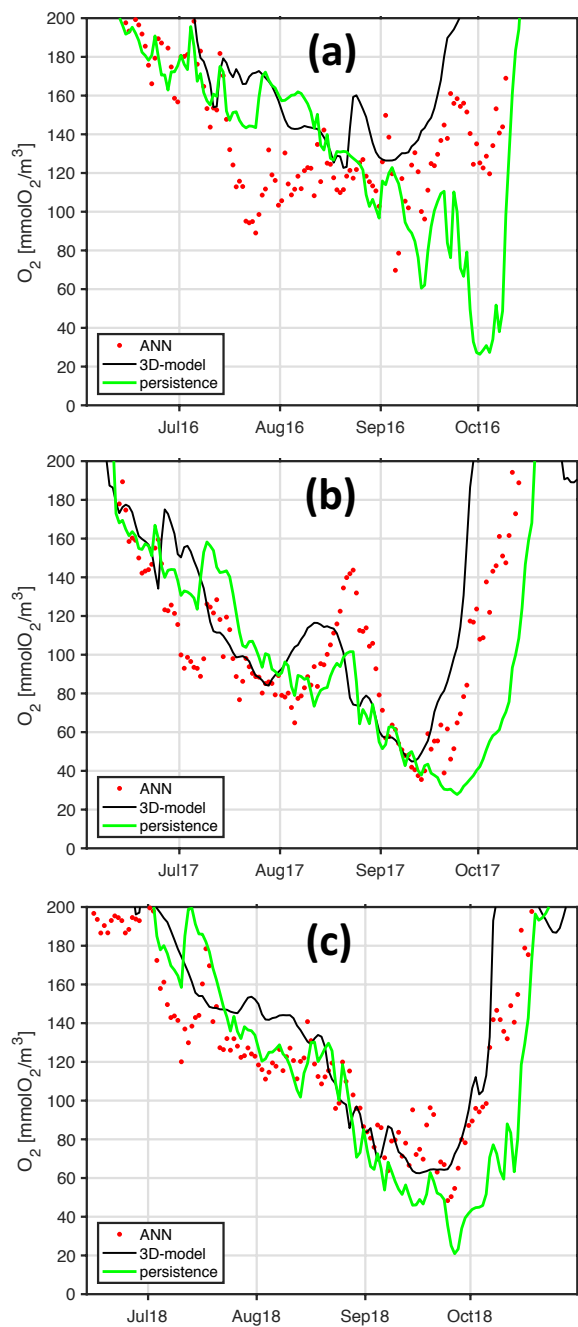 (a)
200
180
160
140
120
100
80
60
40
20
0
O2 [mmolO2/m3]
ANN
3D-model
persistence
Jul16 Aug16 Sep16 Oct16
(b)
200
180
160
140
120
100
80
60
40
20
0
O2 [mmolO2/m3]
ANN
3D-model
persistence
Jul17 Aug17 Sep17 Oct17
(c)
200
180
160
140
120
100
80
60
40
20
0
O2 [mmolO2/m3]
ANN
3D-model
persistence
Jul18 Aug18 Sep18 Oct18